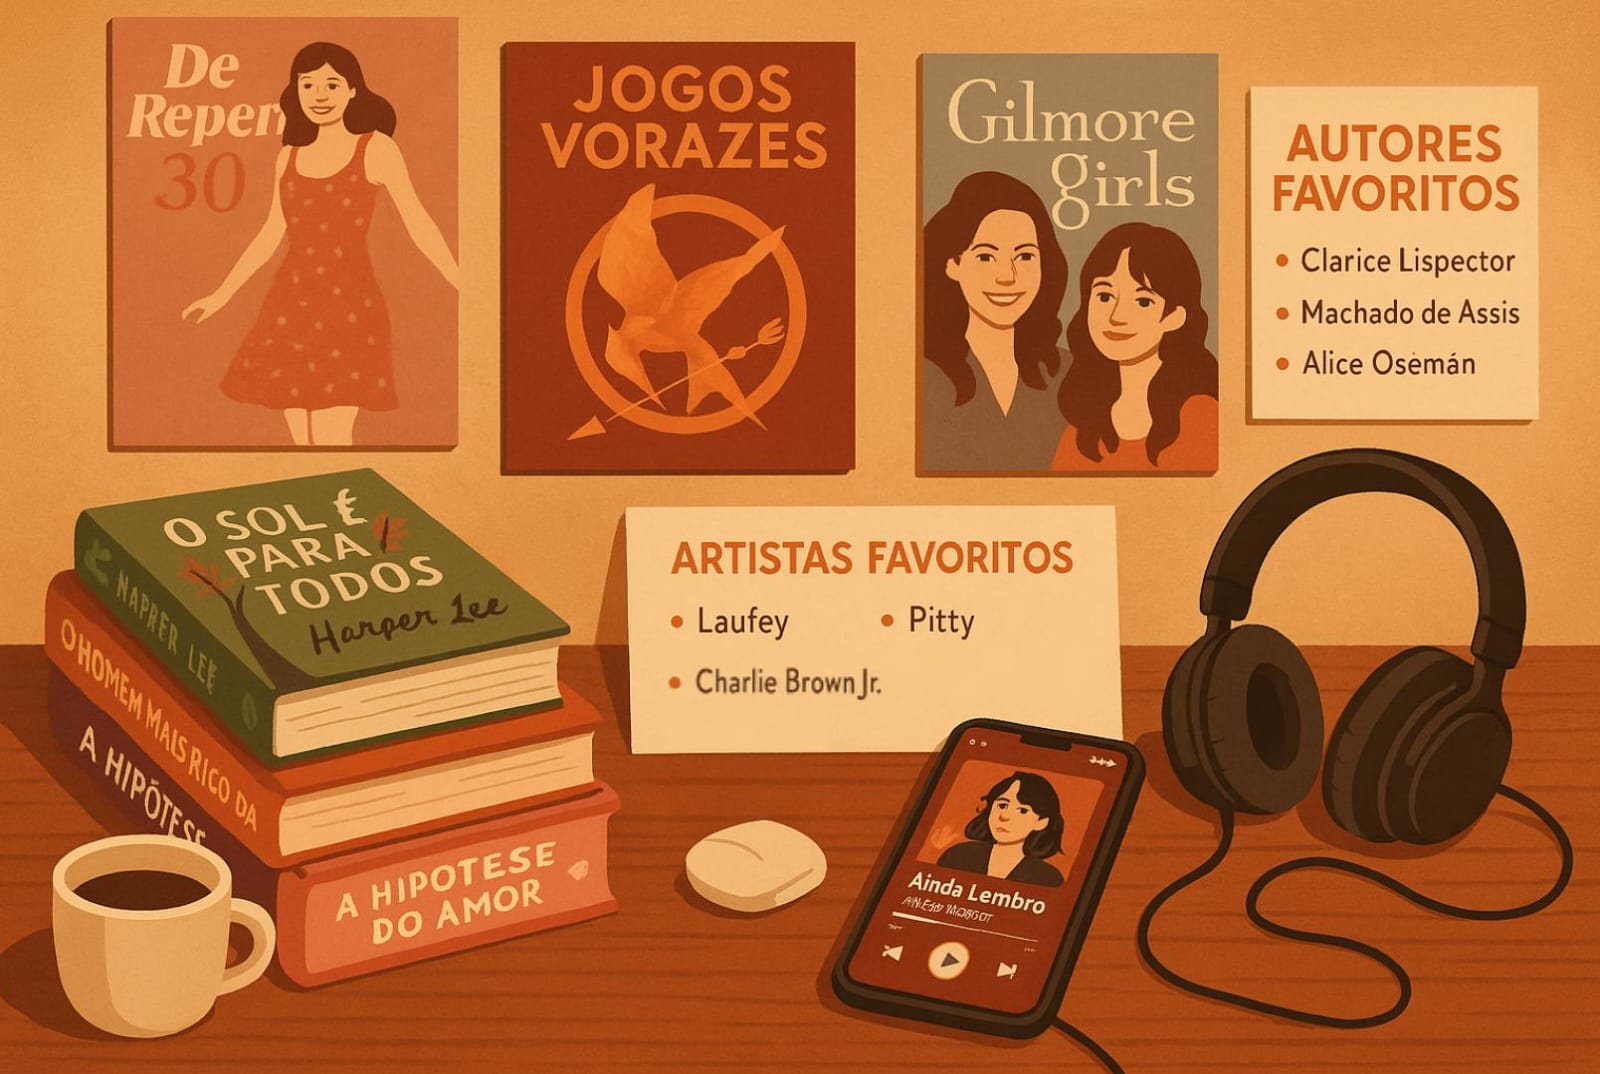 De
Repen
30
JOGOS
VORAZES
Gilmore
girls
AUTORES
FAVORITOS
• Clarice Lispector
• Machado de Assis
• Alice Osemán
O SOL É
PARA
TODOS
Harper Lee
NAPRER LEE
O HOMEM MAIS RICO DA
A HIPÓTESE
A HIPOTESE
DO AMOR
ARTISTAS FAVORITOS
• Laufey
• Pitty
• Charlie Brown Jr.
Ainda Lembro